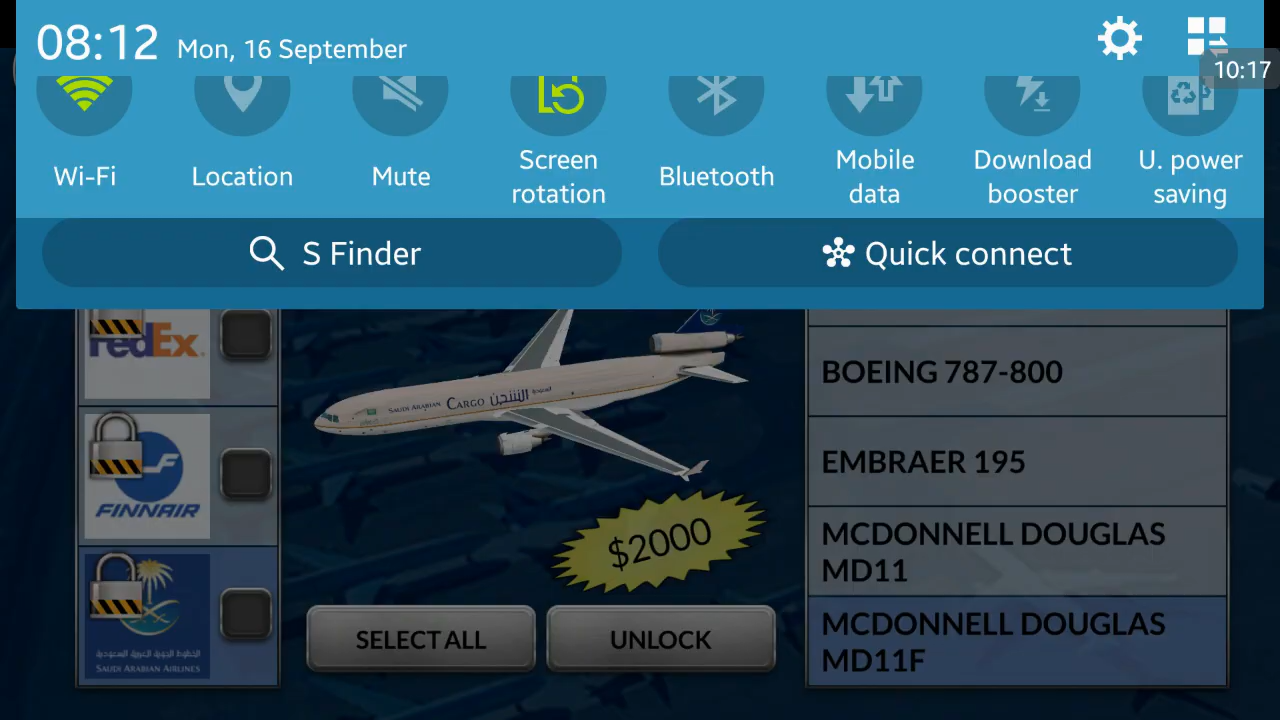 08:12 Mon, 16 September
10:17
Wi-Fi
Location
Mute
Screen
rotation
Bluetooth
Mobile
data
Download
booster
U. power
saving
S Finder
Quick connect
FedEx.
FINNAIR
SAUDI ARABIAN AIRLINES
SAUDI ARABIAN CARGO
$2000
SELECT ALL
UNLOCK
BOEING 787-800
EMBRAER 195
MCDONNELL DOUGLAS
MD11
MCDONNELL DOUGLAS
MD11F